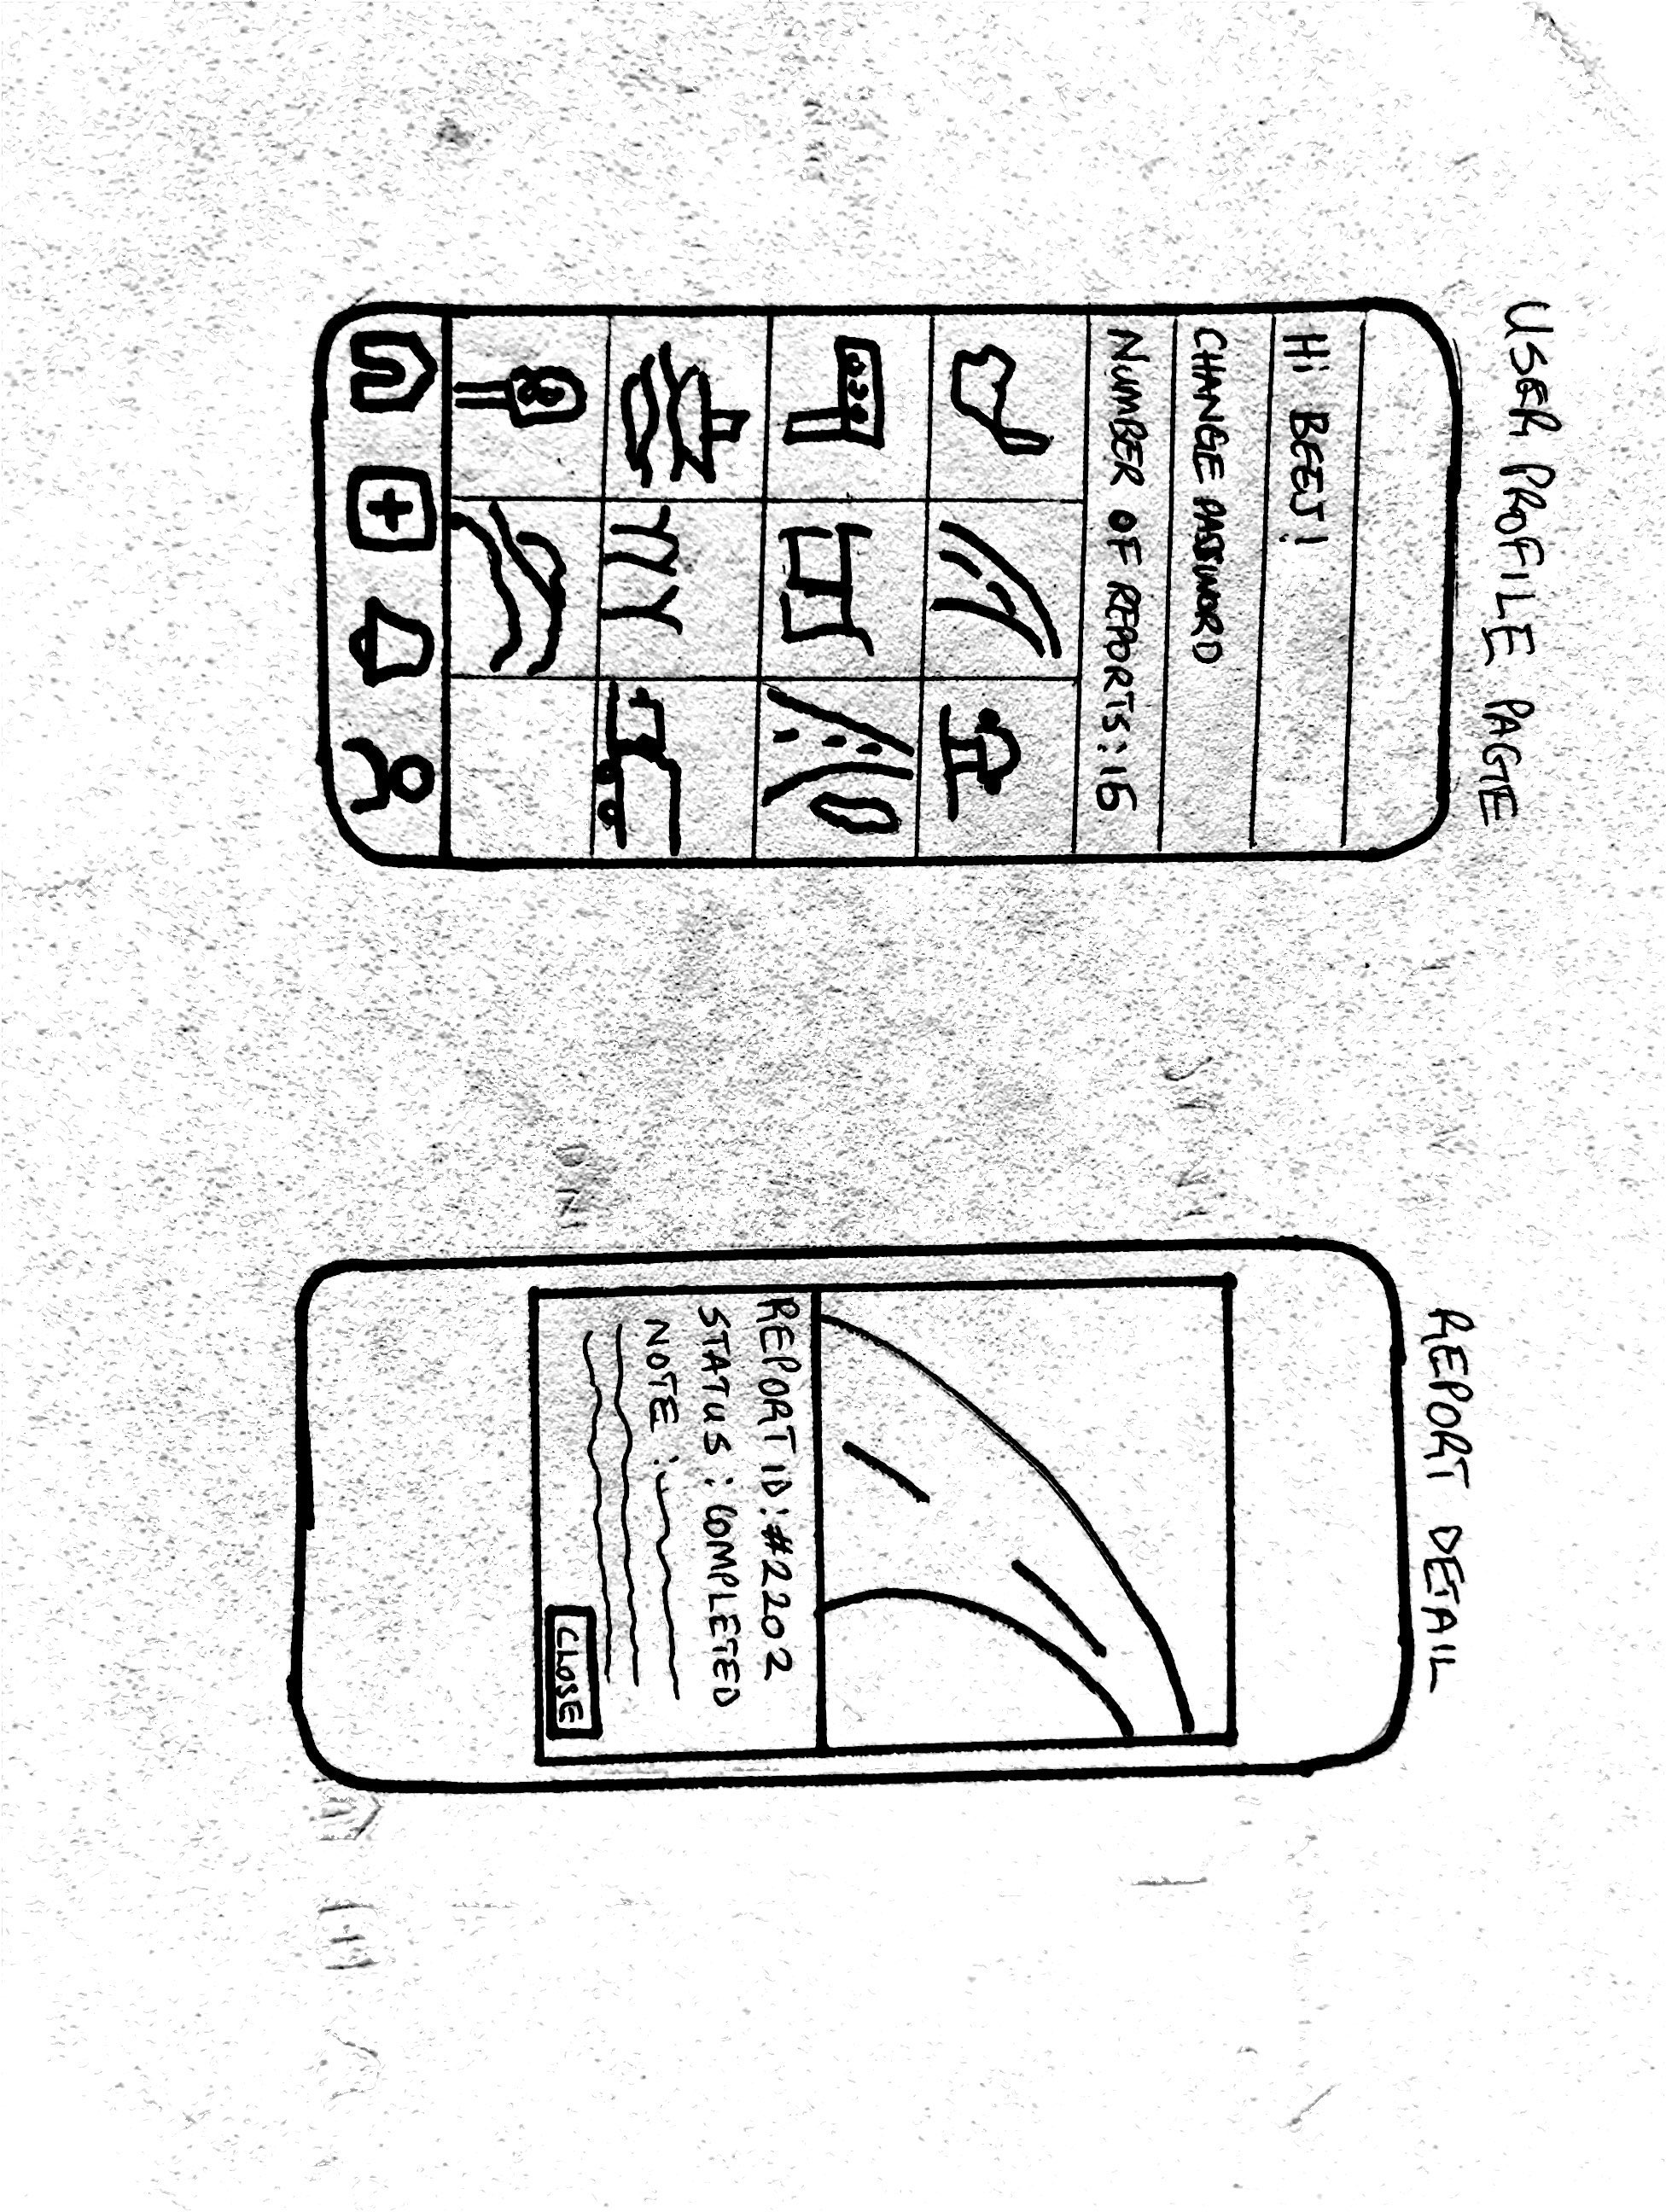 USER PROFILE PAGE
Hi BEEJ!
CHANGE PASSWORD
NUMBER OF REPORTS:15
REPORT DETAIL
REPORT ID:#2202
STATUS: COMPLETED
NOTE:
CLOSE